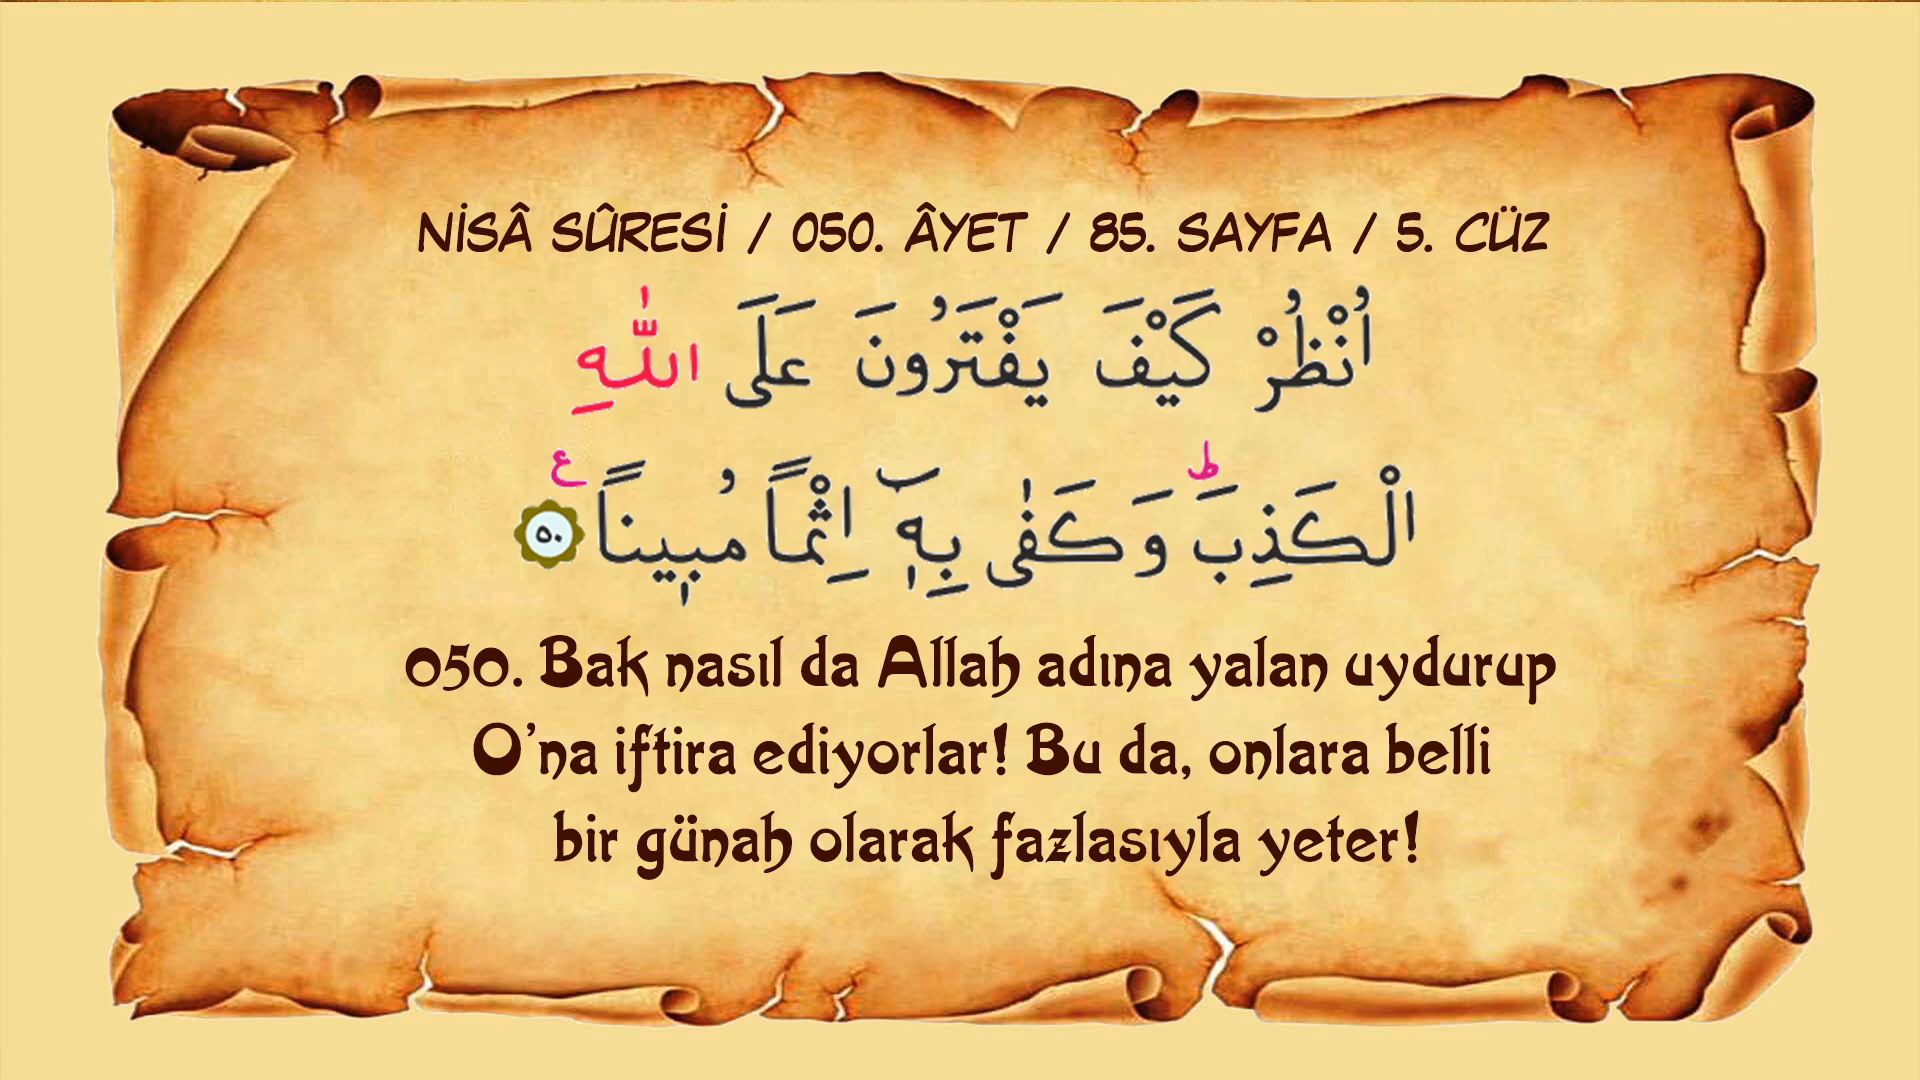 NİSÂ SÛRESİ / 050. ÂYET / 85. SAYFA / 5. CÜZ
اُنْظُرْ كَيْفَ يَفْتَرُونَ عَلَى اللّٰهِ
الْكَذِبَۜ وَكَفٰى بِه۪ٓ اِثْماً مُب۪يناًۧ ﴿٥٠﴾
050. Bak nasıl da Allah adına yalan uydurup
O'na iftira ediyorlar! Bu da, onlara belli
bir günah olarak fazlasıyla yeter!